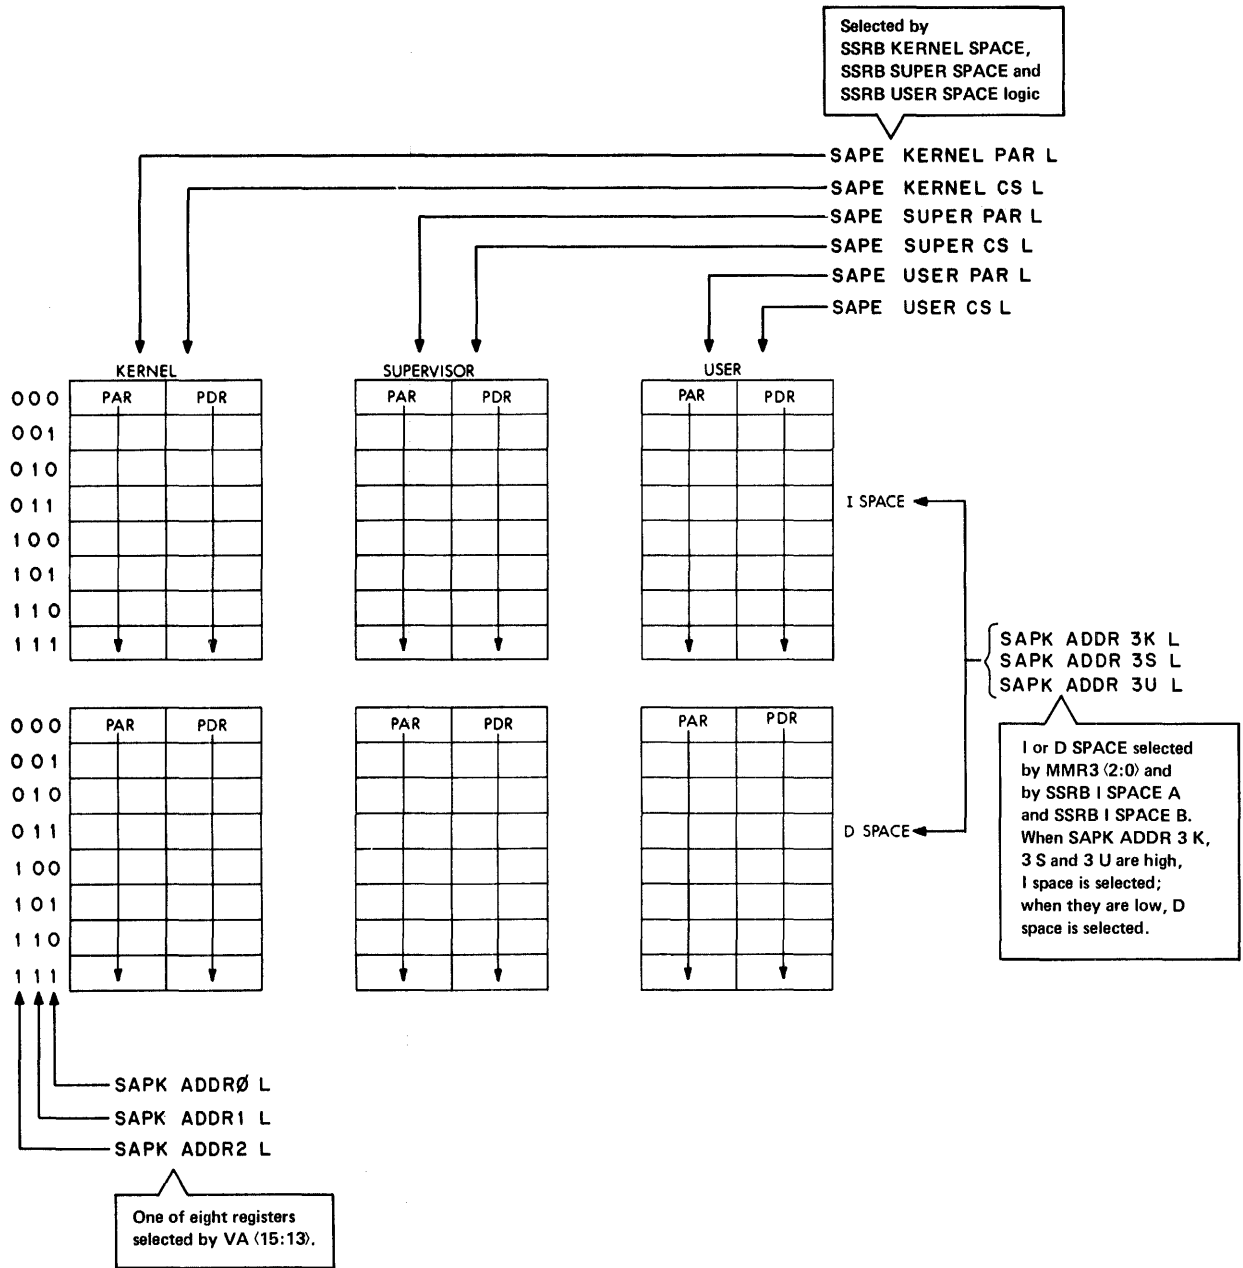 Selected by
SSRB KERNEL SPACE,
SSRB SUPER SPACE and
SSRB USER SPACE logic
SAPE KERNEL PAR L
SAPE KERNEL CS L
SAPE SUPER PAR L
SAPE SUPER CS L
SAPE USER PAR L
SAPE USER CS L
KERNEL SUPERVISOR USER
000 PAR PDR PAR PDR PAR PDR
001
010
011 I SPACE
100
101
110
111
SAPK ADDR 3K L
SAPK ADDR 3S L
SAPK ADDR 3U L
000 PAR PDR PAR PDR PAR PDR
001
010
011 D SPACE
100
101
110
111
I or D SPACE selected
by MMR3 ⟨2:0⟩ and
by SSRB I SPACE A
and SSRB I SPACE B.
When SAPK ADDR 3 K,
3 S and 3 U are high,
I space is selected;
when they are low, D
space is selected.
SAPK ADDRØ L
SAPK ADDR1 L
SAPK ADDR2 L
One of eight registers
selected by VA ⟨15:13⟩.